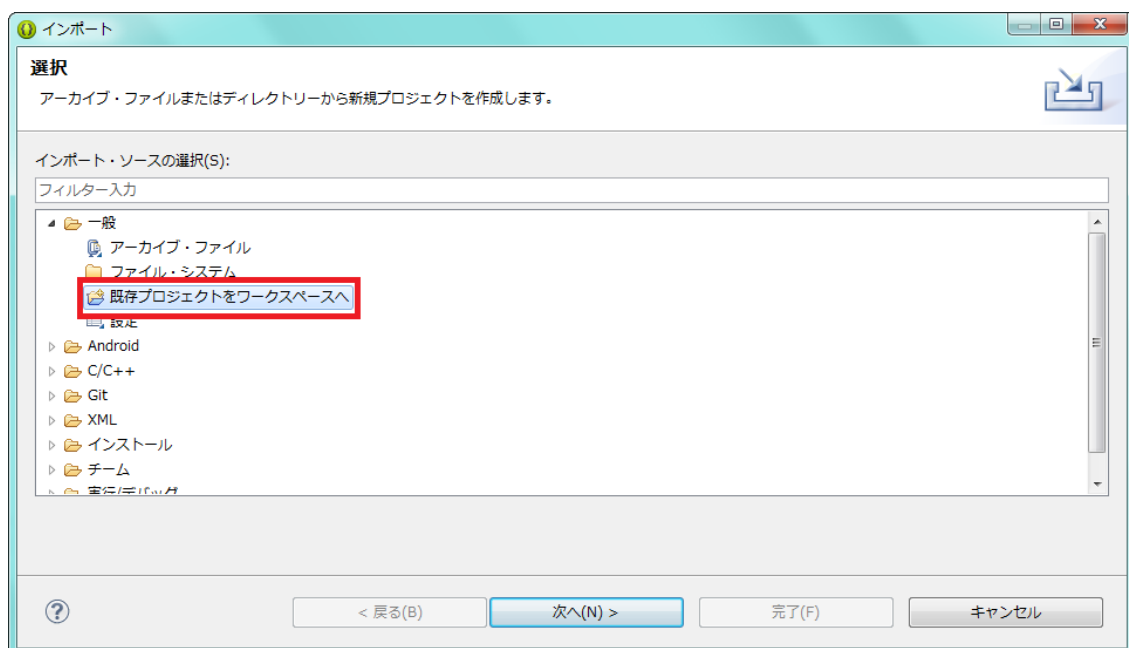 インポート
選択
アーカイブ・ファイルまたはディレクトリーから新規プロジェクトを作成します。
インポート・ソースの選択(S):
フィルター入力
一般
アーカイブ・ファイル
ファイル・システム
既存プロジェクトをワークスペースへ
設定
Android
C/C++
Git
XML
インストール
チーム
実行/デバッグ
< 戻る(B) 次へ(N) > 完了(F) キャンセル